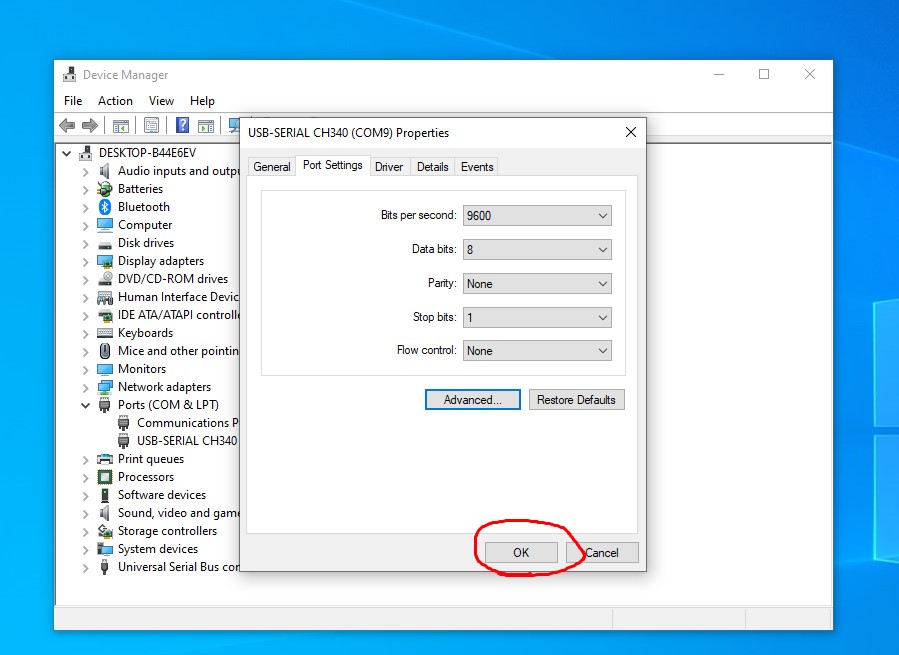 Device Manager
File Action View Help
USB-SERIAL CH340 (COM9) Properties
General Port Settings Driver Details Events
Bits per second: 9600
Data bits: 8
Parity: None
Stop bits: 1
Flow control: None
Advanced... Restore Defaults
OK Cancel
DESKTOP-B44E6EV
Audio inputs and outpu
Batteries
Bluetooth
Computer
Disk drives
Display adapters
DVD/CD-ROM drives
Human Interface Devic
IDE ATA/ATAPI controlle
Keyboards
Mice and other pointin
Monitors
Network adapters
Ports (COM & LPT)
Communications P
USB-SERIAL CH340
Print queues
Processors
Software devices
Sound, video and game
Storage controllers
System devices
Universal Serial Bus con